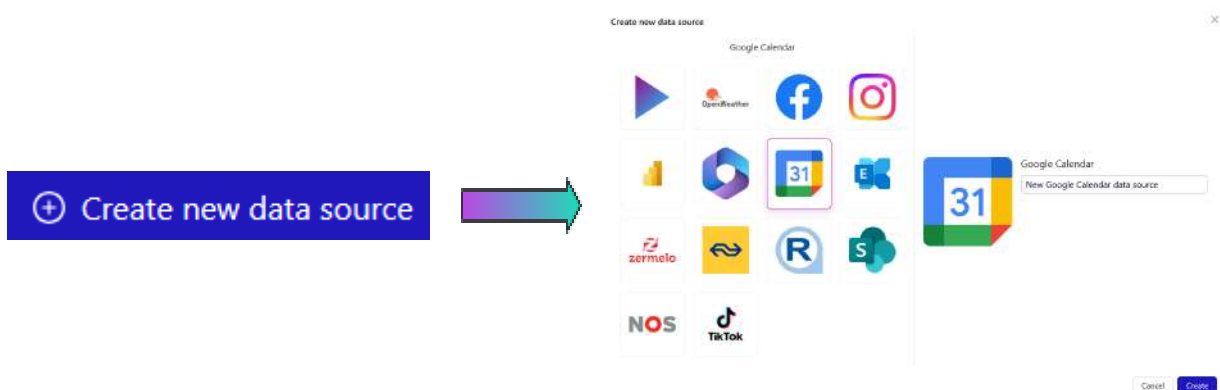 Create new data source
Create new data source
Google Calendar
OpenWeather
31
E
Google Calendar
New Google Calendar data source
31
zermelo
R
S
NOS
TikTok
Cancel
Create